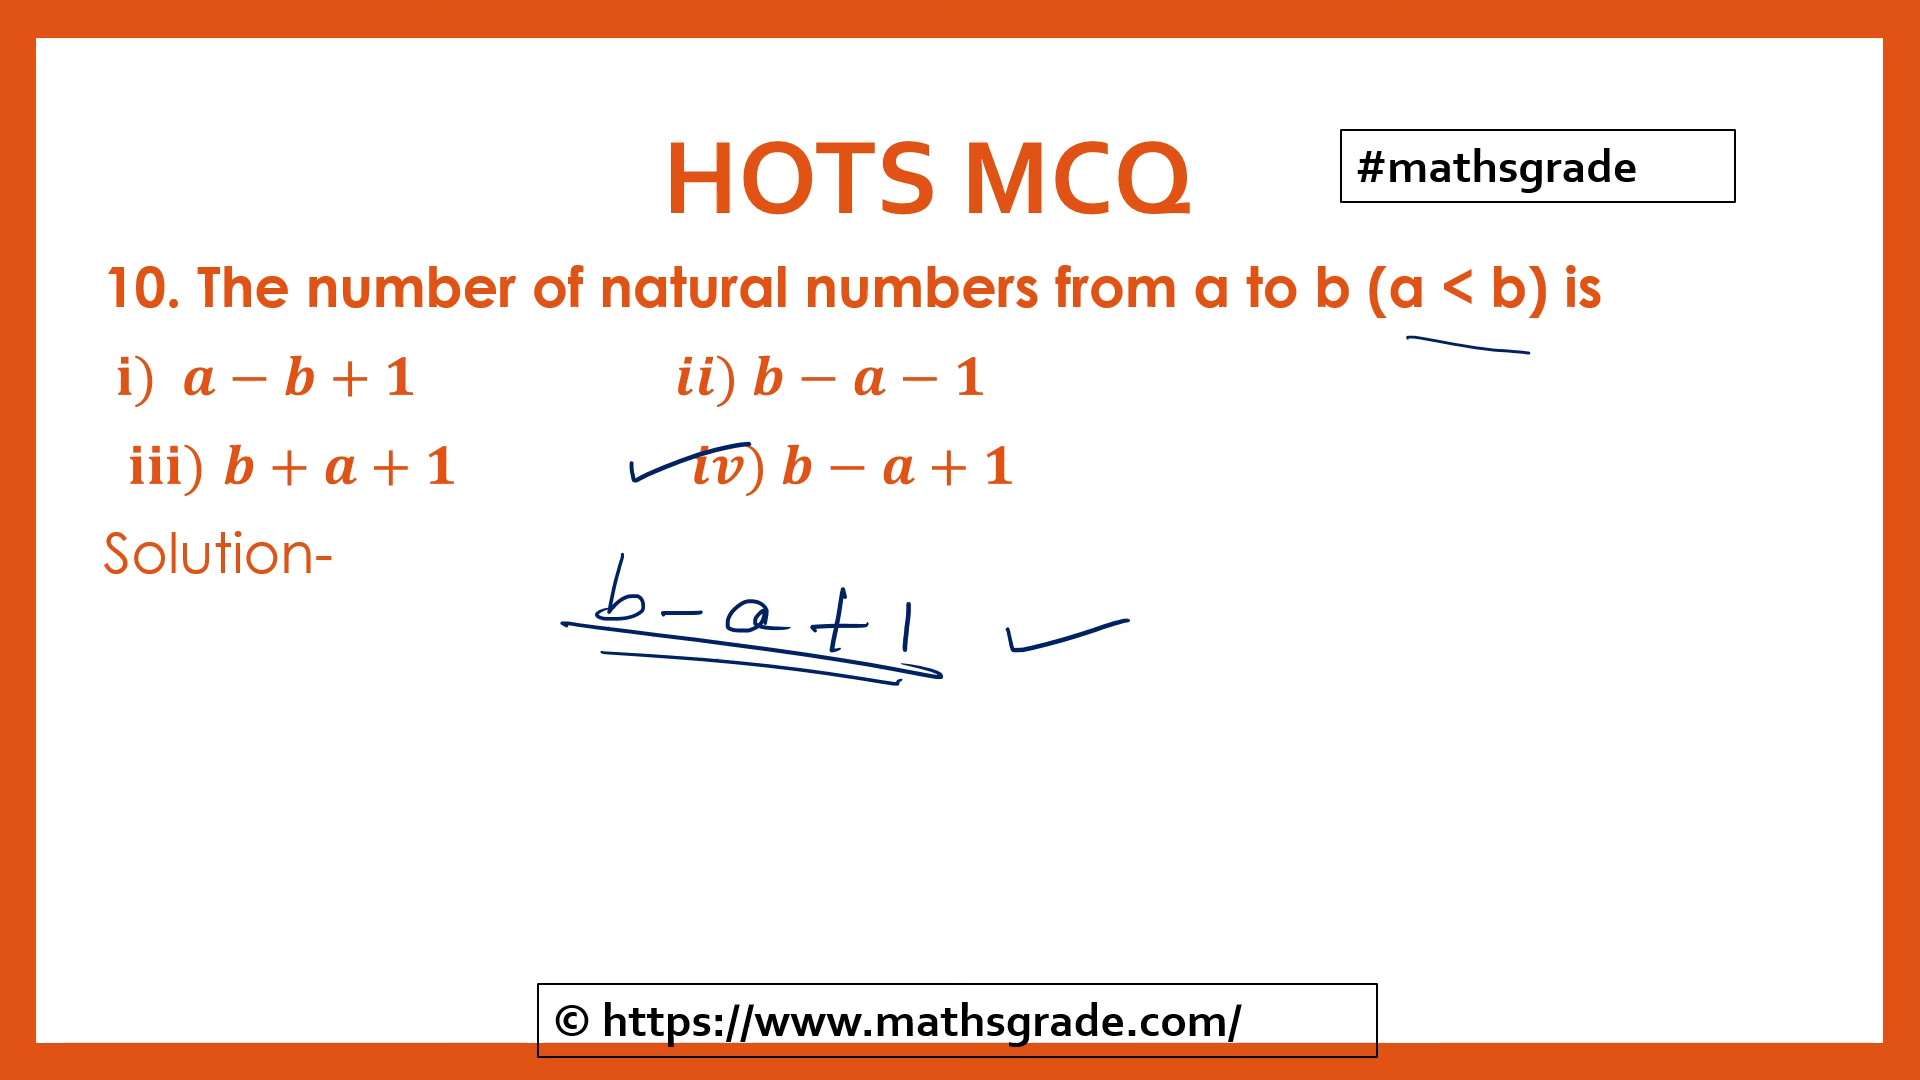 HOTS MCQ
#mathsgrade
10. The number of natural numbers from a to b (a < b) is
i) a − b + 1 ii) b − a − 1
iii) b + a + 1 iv) b − a + 1
Solution-
b − a + 1
© https://www.mathsgrade.com/